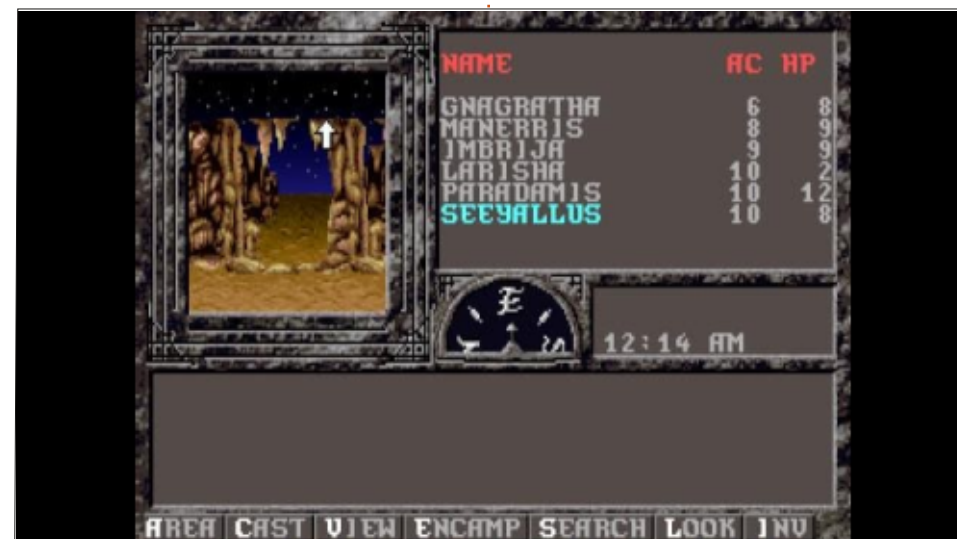 NAME AC HP
GNAGRATHA 6 8
MANERRIS 8 9
IMBRIJA 9 9
LARISHA 10 2
PARADAMIS 10 12
SEEYALLUS 10 8
E
N S
12:14 AM
AREA CAST VIEW ENCAMP SEARCH LOOK INV